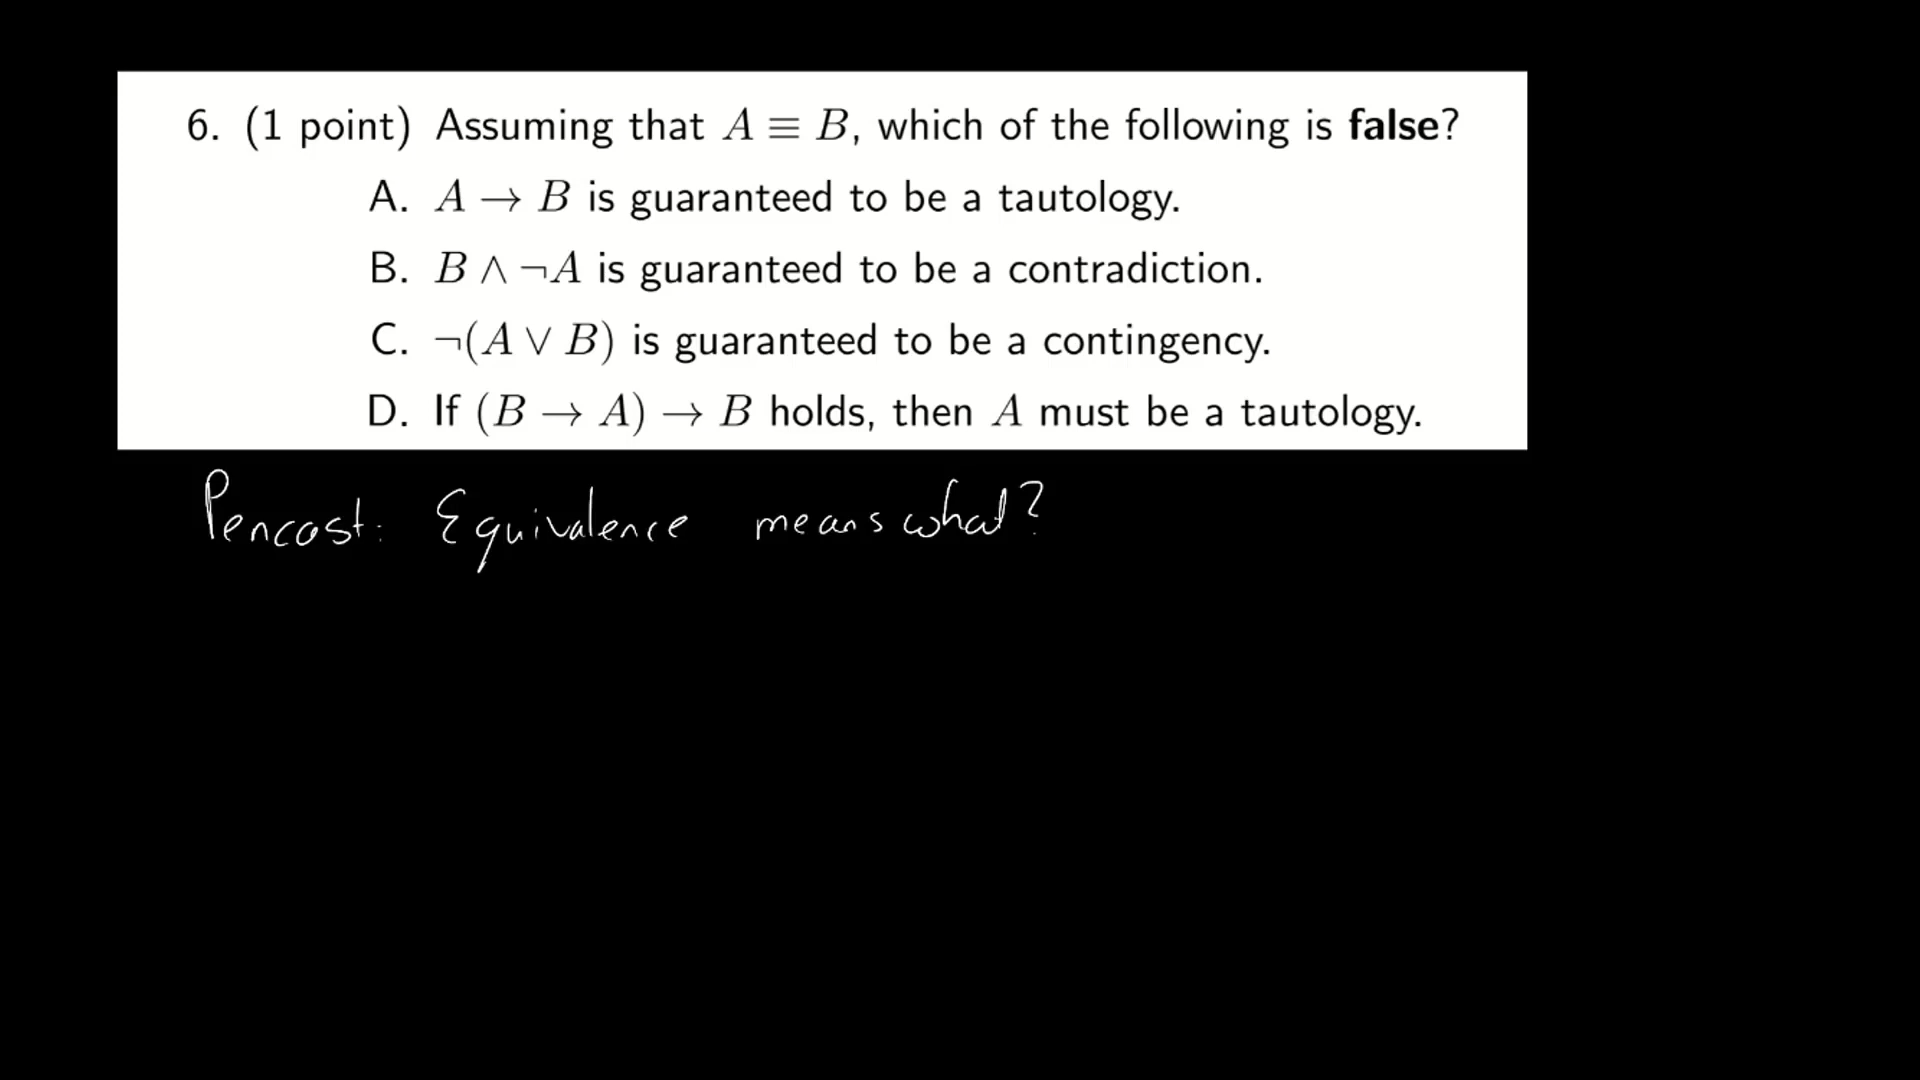 6. (1 point) Assuming that A ≡ B, which of the following is false?
A. A → B is guaranteed to be a tautology.
B. B ∧ ¬A is guaranteed to be a contradiction.
C. ¬(A ∨ B) is guaranteed to be a contingency.
D. If (B → A) → B holds, then A must be a tautology.
Pencast: Equivalence means what?